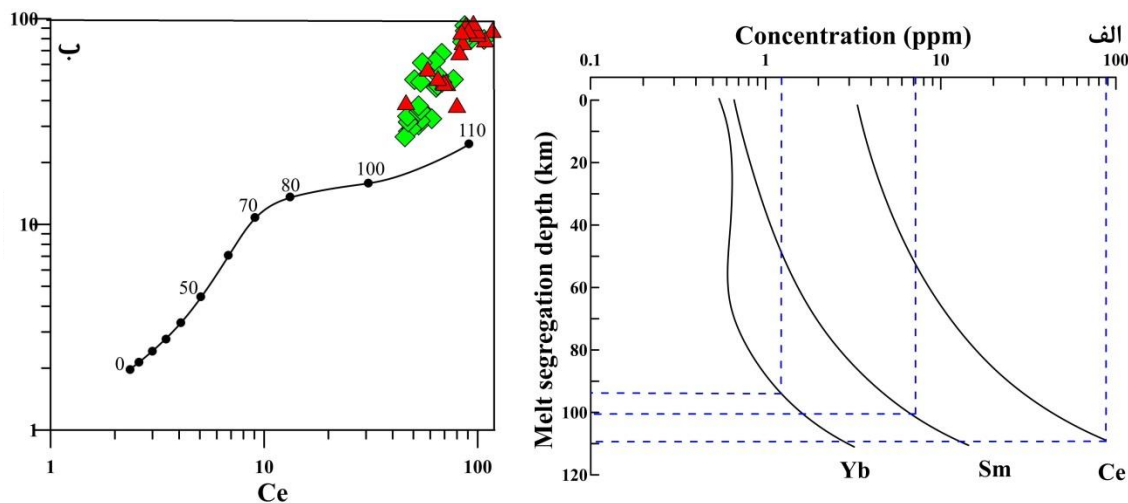 ب
100
10
1
0
50
70
80
100
110
1
10
100
Ce
Concentration (ppm)
الف
0.1
1
10
100
Melt segregation depth (km)
0
20
40
60
80
100
120
Yb
Sm
Ce